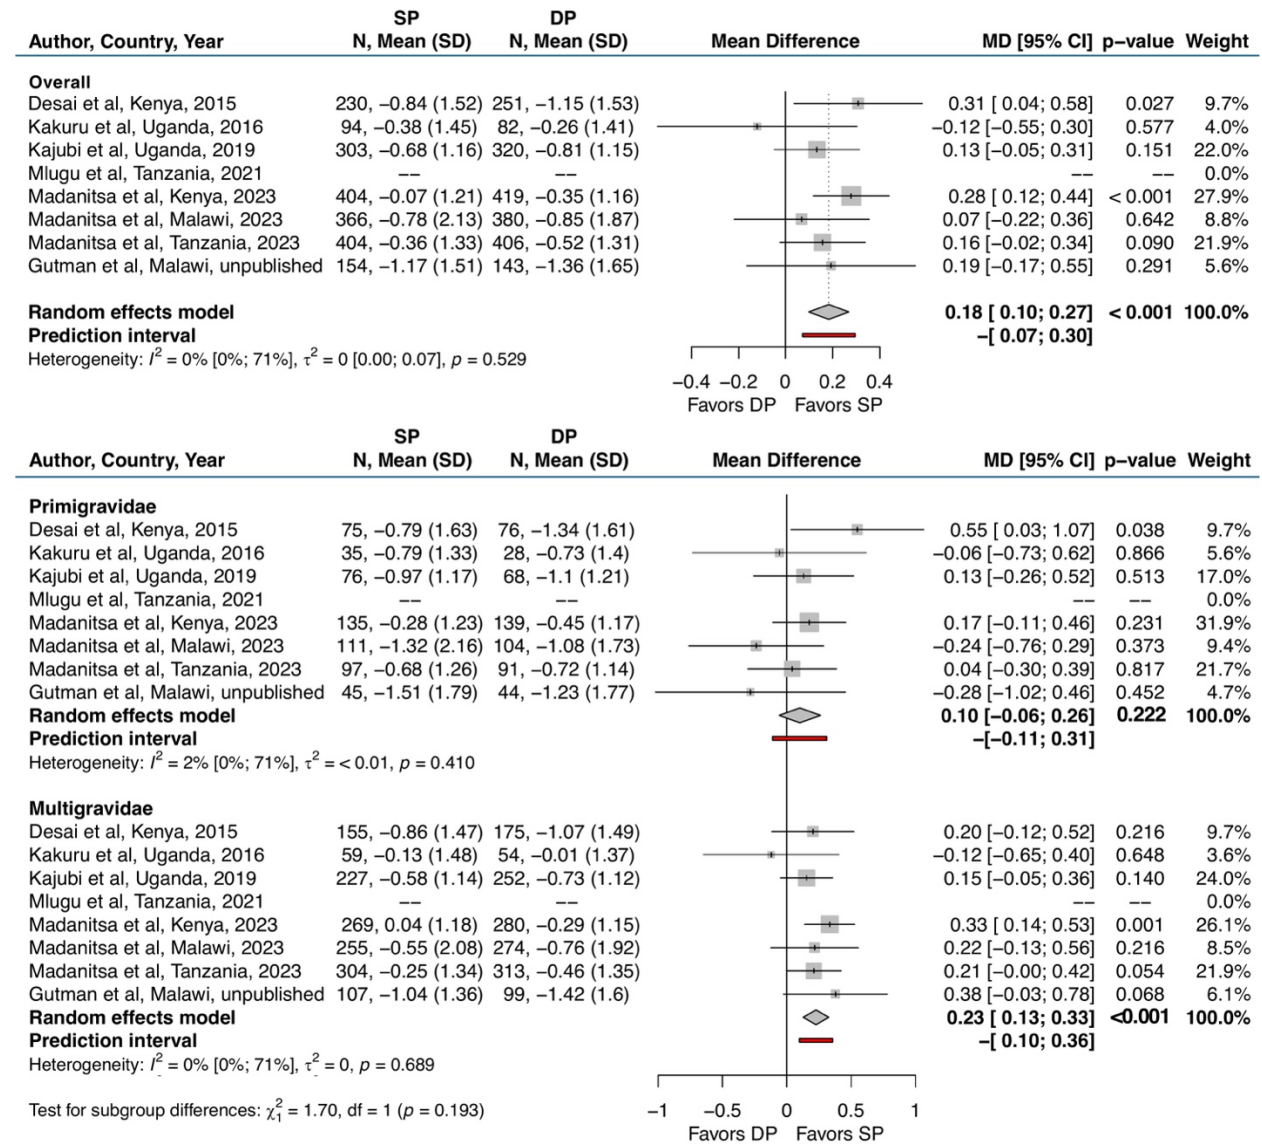 SP DP
Author, Country, Year N, Mean (SD) N, Mean (SD) Mean Difference MD [95% CI] p−value Weight
Overall
Desai et al, Kenya, 2015 230, −0.84 (1.52) 251, −1.15 (1.53) 0.31 [ 0.04; 0.58] 0.027 9.7%
Kakuru et al, Uganda, 2016 94, −0.38 (1.45) 82, −0.26 (1.41) −0.12 [−0.55; 0.30] 0.577 4.0%
Kajubi et al, Uganda, 2019 303, −0.68 (1.16) 320, −0.81 (1.15) 0.13 [−0.05; 0.31] 0.151 22.0%
Mlugu et al, Tanzania, 2021 −− −− −− −− 0.0%
Madanitsa et al, Kenya, 2023 404, −0.07 (1.21) 419, −0.35 (1.16) 0.28 [ 0.12; 0.44] < 0.001 27.9%
Madanitsa et al, Malawi, 2023 366, −0.78 (2.13) 380, −0.85 (1.87) 0.07 [−0.22; 0.36] 0.642 8.8%
Madanitsa et al, Tanzania, 2023 404, −0.36 (1.33) 406, −0.52 (1.31) 0.16 [−0.02; 0.34] 0.090 21.9%
Gutman et al, Malawi, unpublished 154, −1.17 (1.51) 143, −1.36 (1.65) 0.19 [−0.17; 0.55] 0.291 5.6%
Random effects model 0.18 [ 0.10; 0.27] < 0.001 100.0%
Prediction interval −[ 0.07; 0.30]
Heterogeneity: I² = 0% [0%; 71%], τ² = 0 [0.00; 0.07], p = 0.529
−0.4 −0.2 0 0.2 0.4
Favors DP Favors SP
SP DP
Author, Country, Year N, Mean (SD) N, Mean (SD) Mean Difference MD [95% CI] p−value Weight
Primigravidae
Desai et al, Kenya, 2015 75, −0.79 (1.63) 76, −1.34 (1.61) 0.55 [ 0.03; 1.07] 0.038 9.7%
Kakuru et al, Uganda, 2016 35, −0.79 (1.33) 28, −0.73 (1.4) −0.06 [−0.73; 0.62] 0.866 5.6%
Kajubi et al, Uganda, 2019 76, −0.97 (1.17) 68, −1.1 (1.21) 0.13 [−0.26; 0.52] 0.513 17.0%
Mlugu et al, Tanzania, 2021 −− −− −− −− 0.0%
Madanitsa et al, Kenya, 2023 135, −0.28 (1.23) 139, −0.45 (1.17) 0.17 [−0.11; 0.46] 0.231 31.9%
Madanitsa et al, Malawi, 2023 111, −1.32 (2.16) 104, −1.08 (1.73) −0.24 [−0.76; 0.29] 0.373 9.4%
Madanitsa et al, Tanzania, 2023 97, −0.68 (1.26) 91, −0.72 (1.14) 0.04 [−0.30; 0.39] 0.817 21.7%
Gutman et al, Malawi, unpublished 45, −1.51 (1.79) 44, −1.23 (1.77) −0.28 [−1.02; 0.46] 0.452 4.7%
Random effects model 0.10 [−0.06; 0.26] 0.222 100.0%
Prediction interval −[−0.11; 0.31]
Heterogeneity: I² = 2% [0%; 71%], τ² = < 0.01, p = 0.410
Multigravidae
Desai et al, Kenya, 2015 155, −0.86 (1.47) 175, −1.07 (1.49) 0.20 [−0.12; 0.52] 0.216 9.7%
Kakuru et al, Uganda, 2016 59, −0.13 (1.48) 54, −0.01 (1.37) −0.12 [−0.65; 0.40] 0.648 3.6%
Kajubi et al, Uganda, 2019 227, −0.58 (1.14) 252, −0.73 (1.12) 0.15 [−0.05; 0.36] 0.140 24.0%
Mlugu et al, Tanzania, 2021 −− −− −− −− 0.0%
Madanitsa et al, Kenya, 2023 269, 0.04 (1.18) 280, −0.29 (1.15) 0.33 [ 0.14; 0.53] 0.001 26.1%
Madanitsa et al, Malawi, 2023 255, −0.55 (2.08) 274, −0.76 (1.92) 0.22 [−0.13; 0.56] 0.216 8.5%
Madanitsa et al, Tanzania, 2023 304, −0.25 (1.34) 313, −0.46 (1.35) 0.21 [−0.00; 0.42] 0.054 21.9%
Gutman et al, Malawi, unpublished 107, −1.04 (1.36) 99, −1.42 (1.6) 0.38 [−0.03; 0.78] 0.068 6.1%
Random effects model 0.23 [ 0.13; 0.33] <0.001 100.0%
Prediction interval −[ 0.10; 0.36]
Heterogeneity: I² = 0% [0%; 71%], τ² = 0, p = 0.689
Test for subgroup differences: χ₁² = 1.70, df = 1 (p = 0.193)
−1 −0.5 0 0.5 1
Favors DP Favors SP